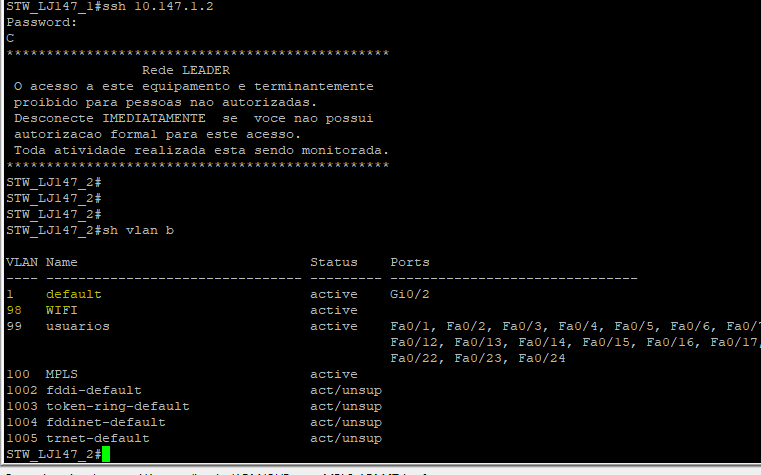 STW_LJ147_1#ssh 10.147.1.2
Password:
C
*************************************************
Rede LEADER
O acesso a este equipamento e terminantemente
proibido para pessoas nao autorizadas.
Desconecte IMEDIATAMENTE se voce nao possui
autorizacao formal para este acesso.
Toda atividade realizada esta sendo monitorada.
*************************************************
STW_LJ147_2#
STW_LJ147_2#
STW_LJ147_2#
STW_LJ147_2#sh vlan b
VLAN Name Status Ports
---- -------------------------------- --------- -------------------------------
1 default active Gi0/2
98 WIFI active
99 usuarios active Fa0/1, Fa0/2, Fa0/3, Fa0/4, Fa0/5, Fa0/6,
Fa0/12, Fa0/13, Fa0/14, Fa0/15, Fa0/16, Fa0/17,
Fa0/22, Fa0/23, Fa0/24
100 MPLS active
1002 fddi-default act/unsup
1003 token-ring-default act/unsup
1004 fddinet-default act/unsup
1005 trnet-default act/unsup
STW_LJ147_2#